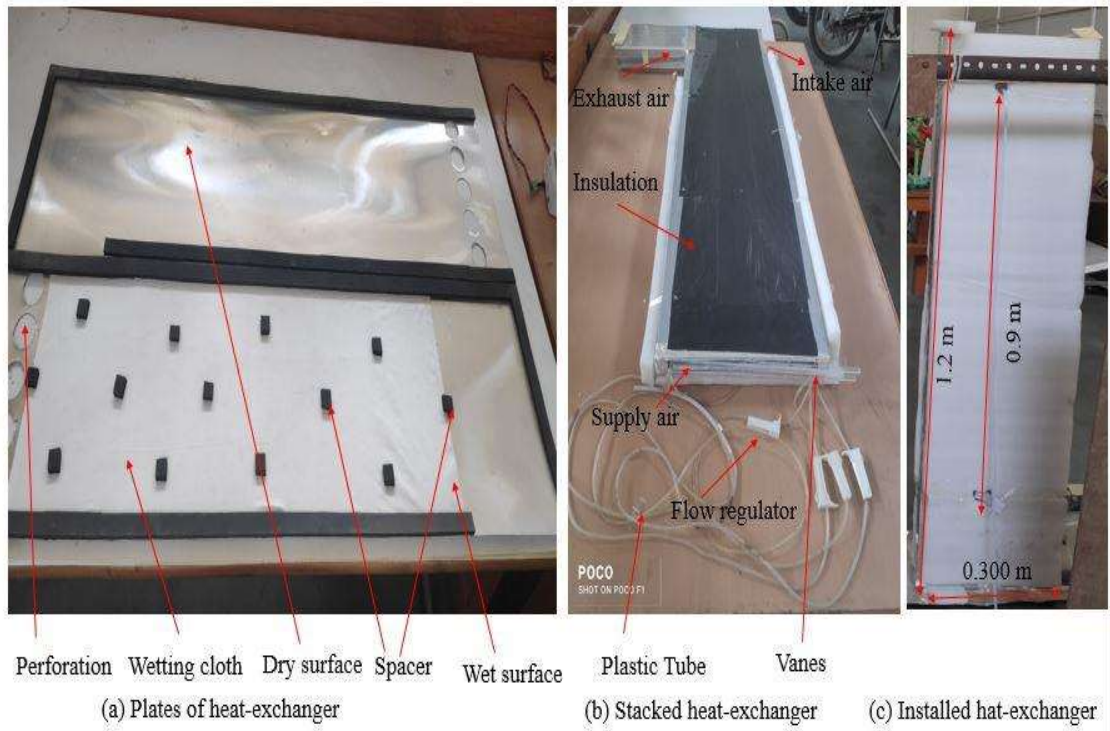 Perforation
Wetting cloth
Dry surface
Spacer
Wet surface
(a) Plates of heat-exchanger
Exhaust air
Intake air
Insulation
Supply air
Flow regulator
POCO
SHOT ON POCO F1
Plastic Tube
Vanes
(b) Stacked heat-exchanger
1.2 m
0.9 m
0.300 m
(c) Installed hat-exchanger